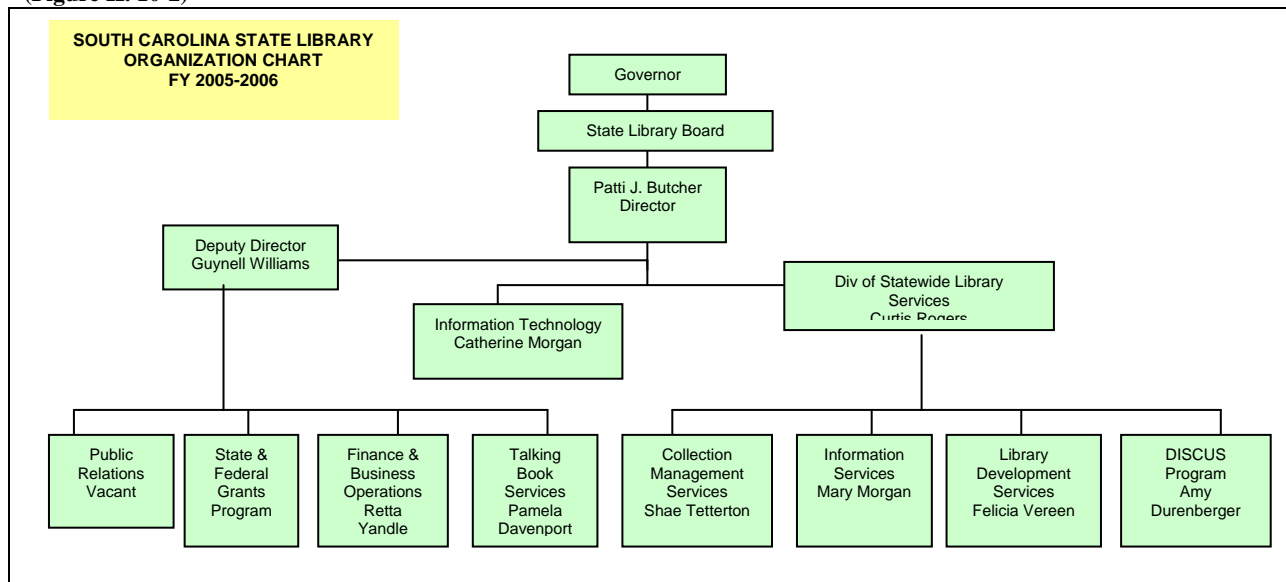 (Figure II. 10-2)
SOUTH CAROLINA STATE LIBRARY
ORGANIZATION CHART
FY 2005-2006
Governor
State Library Board
Patti J. Butcher
Director
Deputy Director
Guynell Williams
Information Technology
Catherine Morgan
Div of Statewide Library
Services
Curtis Rogers
Public
Relations
Vacant
State &
Federal
Grants
Program
Finance &
Business
Operations
Retta
Yandle
Talking
Book
Services
Pamela
Davenport
Collection
Management
Services
Shae Tetterton
Information
Services
Mary Morgan
Library
Development
Services
Felicia Vereen
DISCUS
Program
Amy
Durenberger